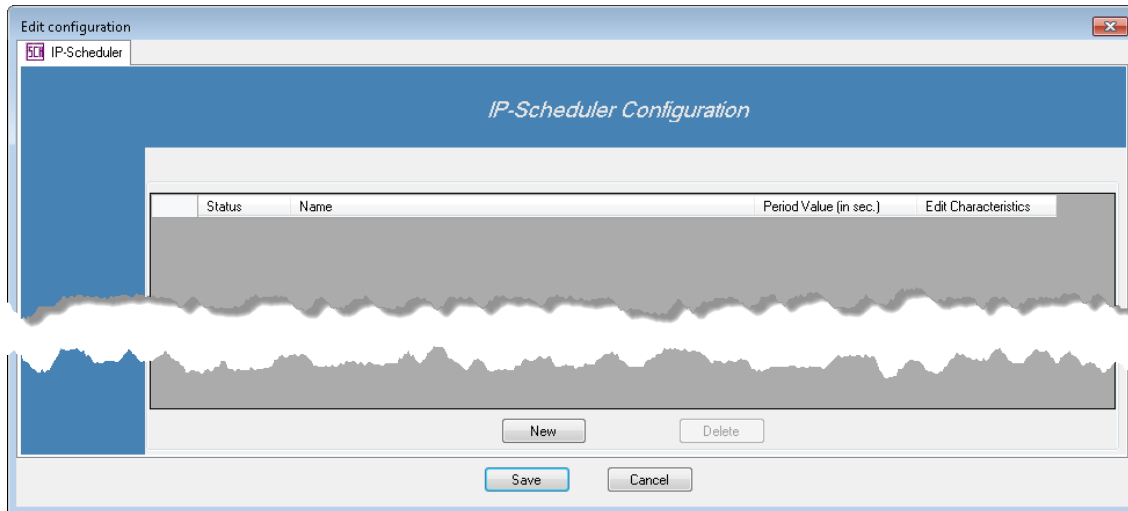 Edit configuration
SCH IP-Scheduler
IP-Scheduler Configuration
Status Name Period Value (in sec.) Edit Characteristics
New Delete
Save Cancel